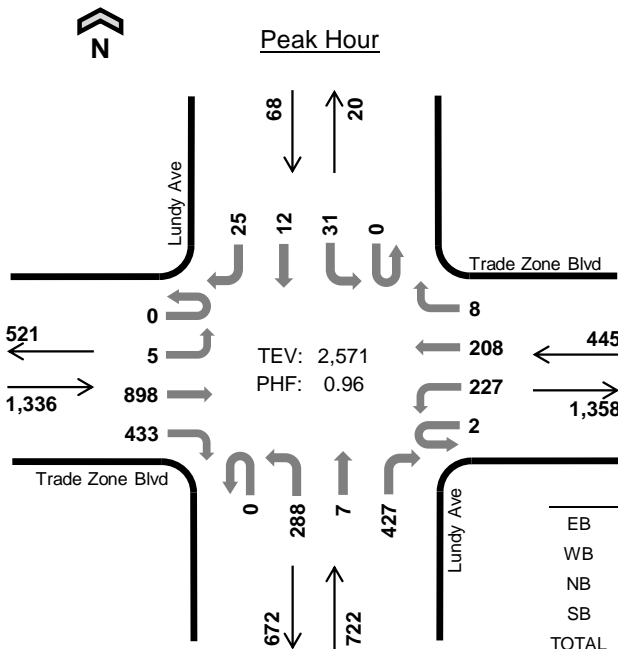 Peak Hour
N
68
20
Lundy Ave
25
12
31
0
Trade Zone Blvd
0
8
521
5
TEV: 2,571
208
445
1,336
898
PHF: 0.96
227
1,358
433
2
Trade Zone Blvd
0
288
7
427
Lundy Ave
EB
WB
NB
SB
TOTAL
672
722